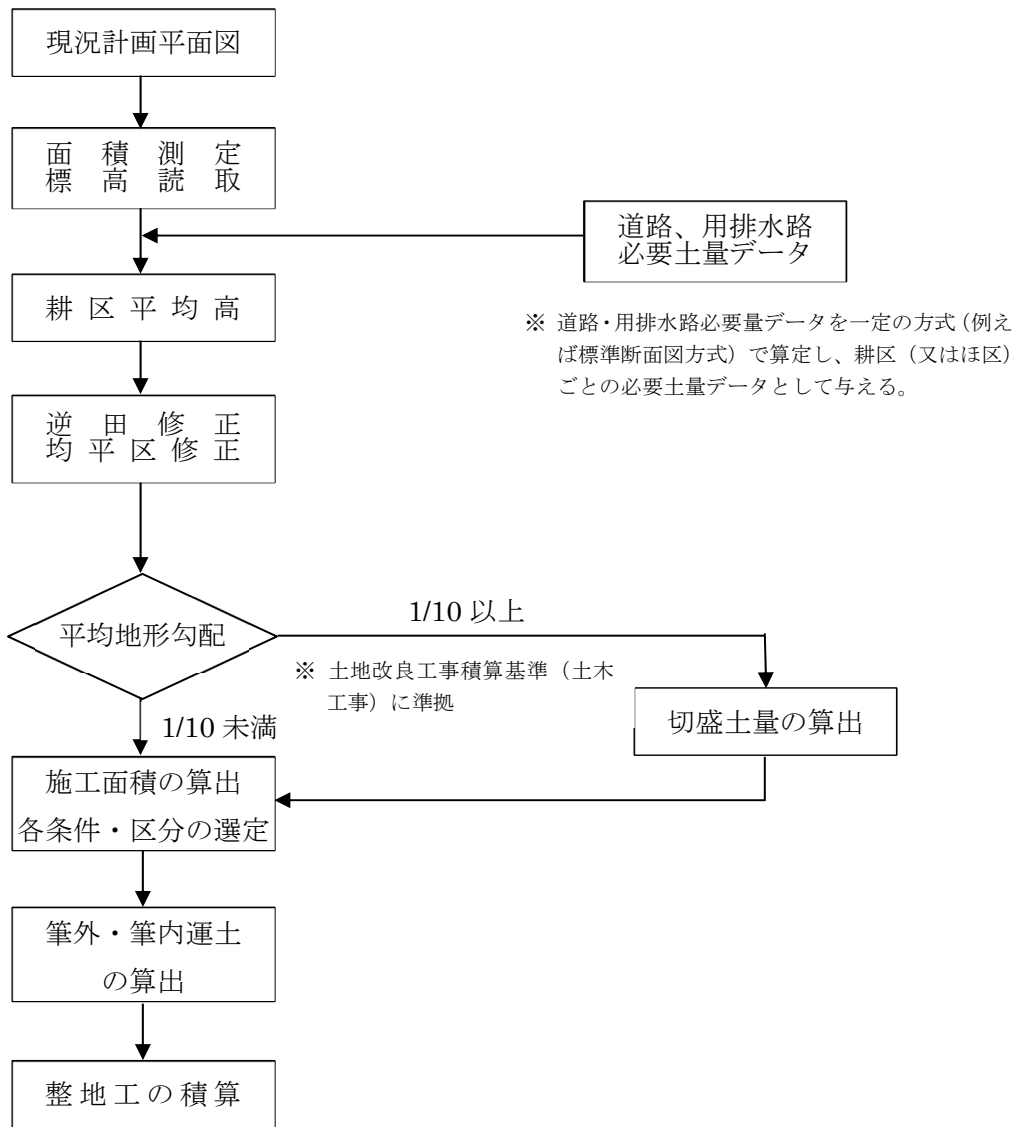 現況計画平面図
面積測定
標高読取
道路、用排水路
必要土量データ
耕区平均高
※ 道路・用排水路必要量データを一定の方式（例え
ば標準断面図方式）で算定し、耕区（又はほ区）
ごとの必要土量データとして与える。
逆田修正
均平区修正
平均地形勾配
1/10 以上
※ 土地改良工事積算基準（土木
工事）に準拠
切盛土量の算出
1/10 未満
施工面積の算出
各条件・区分の選定
筆外・筆内運土
の算出
整地工の積算